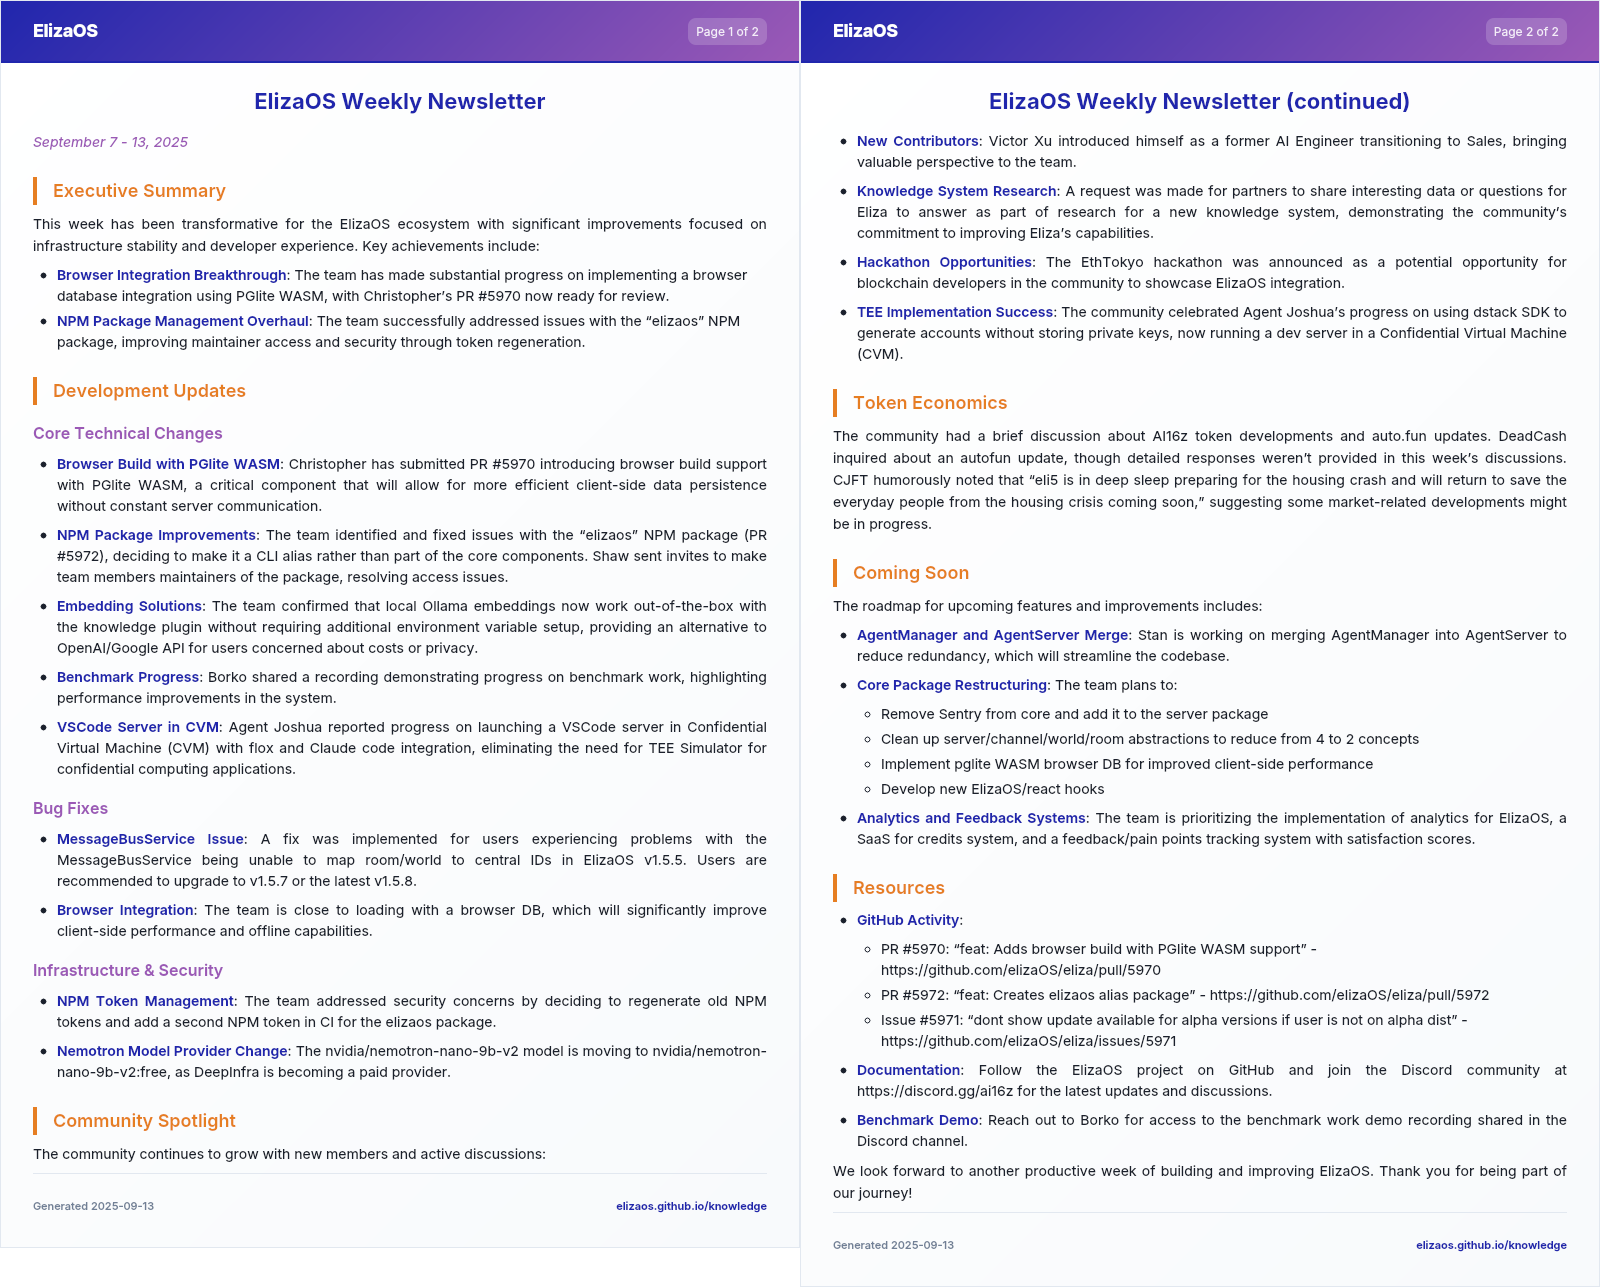 ElizaOS
Page 1 of 2
ElizaOS Weekly Newsletter
September 7 - 13, 2025
Executive Summary
This week has been transformative for the ElizaOS ecosystem with significant improvements focused on
infrastructure stability and developer experience. Key achievements include:
• Browser Integration Breakthrough: The team has made substantial progress on implementing a browser
database integration using PGlite WASM, with Christopher’s PR #5970 now ready for review.
• NPM Package Management Overhaul: The team successfully addressed issues with the “elizaos” NPM
package, improving maintainer access and security through token regeneration.
Development Updates
Core Technical Changes
• Browser Build with PGlite WASM: Christopher has submitted PR #5970 introducing browser build support
with PGlite WASM, a critical component that will allow for more efficient client-side data persistence
without constant server communication.
• NPM Package Improvements: The team identified and fixed issues with the “elizaos” NPM package (PR
#5972), deciding to make it a CLI alias rather than part of the core components. Shaw sent invites to make
team members maintainers of the package, resolving access issues.
• Embedding Solutions: The team confirmed that local Ollama embeddings now work out-of-the-box with
the knowledge plugin without requiring additional environment variable setup, providing an alternative to
OpenAI/Google API for users concerned about costs or privacy.
• Benchmark Progress: Borko shared a recording demonstrating progress on benchmark work, highlighting
performance improvements in the system.
• VSCode Server in CVM: Agent Joshua reported progress on launching a VSCode server in Confidential
Virtual Machine (CVM) with flox and Claude code integration, eliminating the need for TEE Simulator for
confidential computing applications.
Bug Fixes
• MessageBusService Issue: A fix was implemented for users experiencing problems with the
MessageBusService being unable to map room/world to central IDs in ElizaOS v1.5.5. Users are
recommended to upgrade to v1.5.7 or the latest v1.5.8.
• Browser Integration: The team is close to loading with a browser DB, which will significantly improve
client-side performance and offline capabilities.
Infrastructure & Security
• NPM Token Management: The team addressed security concerns by deciding to regenerate old NPM
tokens and add a second NPM token in CI for the elizaos package.
• Nemotron Model Provider Change: The nvidia/nemotron-nano-9b-v2 model is moving to nvidia/nemotron-
nano-9b-v2:free, as DeepInfra is becoming a paid provider.
Community Spotlight
The community continues to grow with new members and active discussions:
Generated 2025-09-13
elizaos.github.io/knowledge
ElizaOS
Page 2 of 2
ElizaOS Weekly Newsletter (continued)
• New Contributors: Victor Xu introduced himself as a former AI Engineer transitioning to Sales, bringing
valuable perspective to the team.
• Knowledge System Research: A request was made for partners to share interesting data or questions for
Eliza to answer as part of research for a new knowledge system, demonstrating the community’s
commitment to improving Eliza’s capabilities.
• Hackathon Opportunities: The EthTokyo hackathon was announced as a potential opportunity for
blockchain developers in the community to showcase ElizaOS integration.
• TEE Implementation Success: The community celebrated Agent Joshua’s progress on using dstack SDK to
generate accounts without storing private keys, now running a dev server in a Confidential Virtual Machine
(CVM).
Token Economics
The community had a brief discussion about AI16z token developments and auto.fun updates. DeadCash
inquired about an autofun update, though detailed responses weren’t provided in this week’s discussions.
CJFT humorously noted that “eli5 is in deep sleep preparing for the housing crash and will return to save the
everyday people from the housing crisis coming soon,” suggesting some market-related developments might
be in progress.
Coming Soon
The roadmap for upcoming features and improvements includes:
• AgentManager and AgentServer Merge: Stan is working on merging AgentManager into AgentServer to
reduce redundancy, which will streamline the codebase.
• Core Package Restructuring: The team plans to:
◦ Remove Sentry from core and add it to the server package
◦ Clean up server/channel/world/room abstractions to reduce from 4 to 2 concepts
◦ Implement pglite WASM browser DB for improved client-side performance
◦ Develop new ElizaOS/react hooks
• Analytics and Feedback Systems: The team is prioritizing the implementation of analytics for ElizaOS, a
SaaS for credits system, and a feedback/pain points tracking system with satisfaction scores.
Resources
• GitHub Activity:
◦ PR #5970: “feat: Adds browser build with PGlite WASM support” -
https://github.com/elizaOS/eliza/pull/5970
◦ PR #5972: “feat: Creates elizaos alias package” - https://github.com/elizaOS/eliza/pull/5972
◦ Issue #5971: “dont show update available for alpha versions if user is not on alpha dist” -
https://github.com/elizaOS/eliza/issues/5971
• Documentation: Follow the ElizaOS project on GitHub and join the Discord community at
https://discord.gg/ai16z for the latest updates and discussions.
• Benchmark Demo: Reach out to Borko for access to the benchmark work demo recording shared in the
Discord channel.
We look forward to another productive week of building and improving ElizaOS. Thank you for being part of
our journey!
Generated 2025-09-13
elizaos.github.io/knowledge